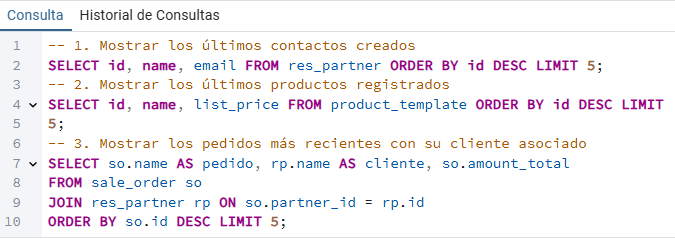 Consulta Historial de Consultas
1 -- 1. Mostrar los últimos contactos creados
2 SELECT id, name, email FROM res_partner ORDER BY id DESC LIMIT 5;
3 -- 2. Mostrar los últimos productos registrados
4 SELECT id, name, list_price FROM product_template ORDER BY id DESC LIMIT
5 5;
6 -- 3. Mostrar los pedidos más recientes con su cliente asociado
7 SELECT so.name AS pedido, rp.name AS cliente, so.amount_total
8 FROM sale_order so
9 JOIN res_partner rp ON so.partner_id = rp.id
10 ORDER BY so.id DESC LIMIT 5;